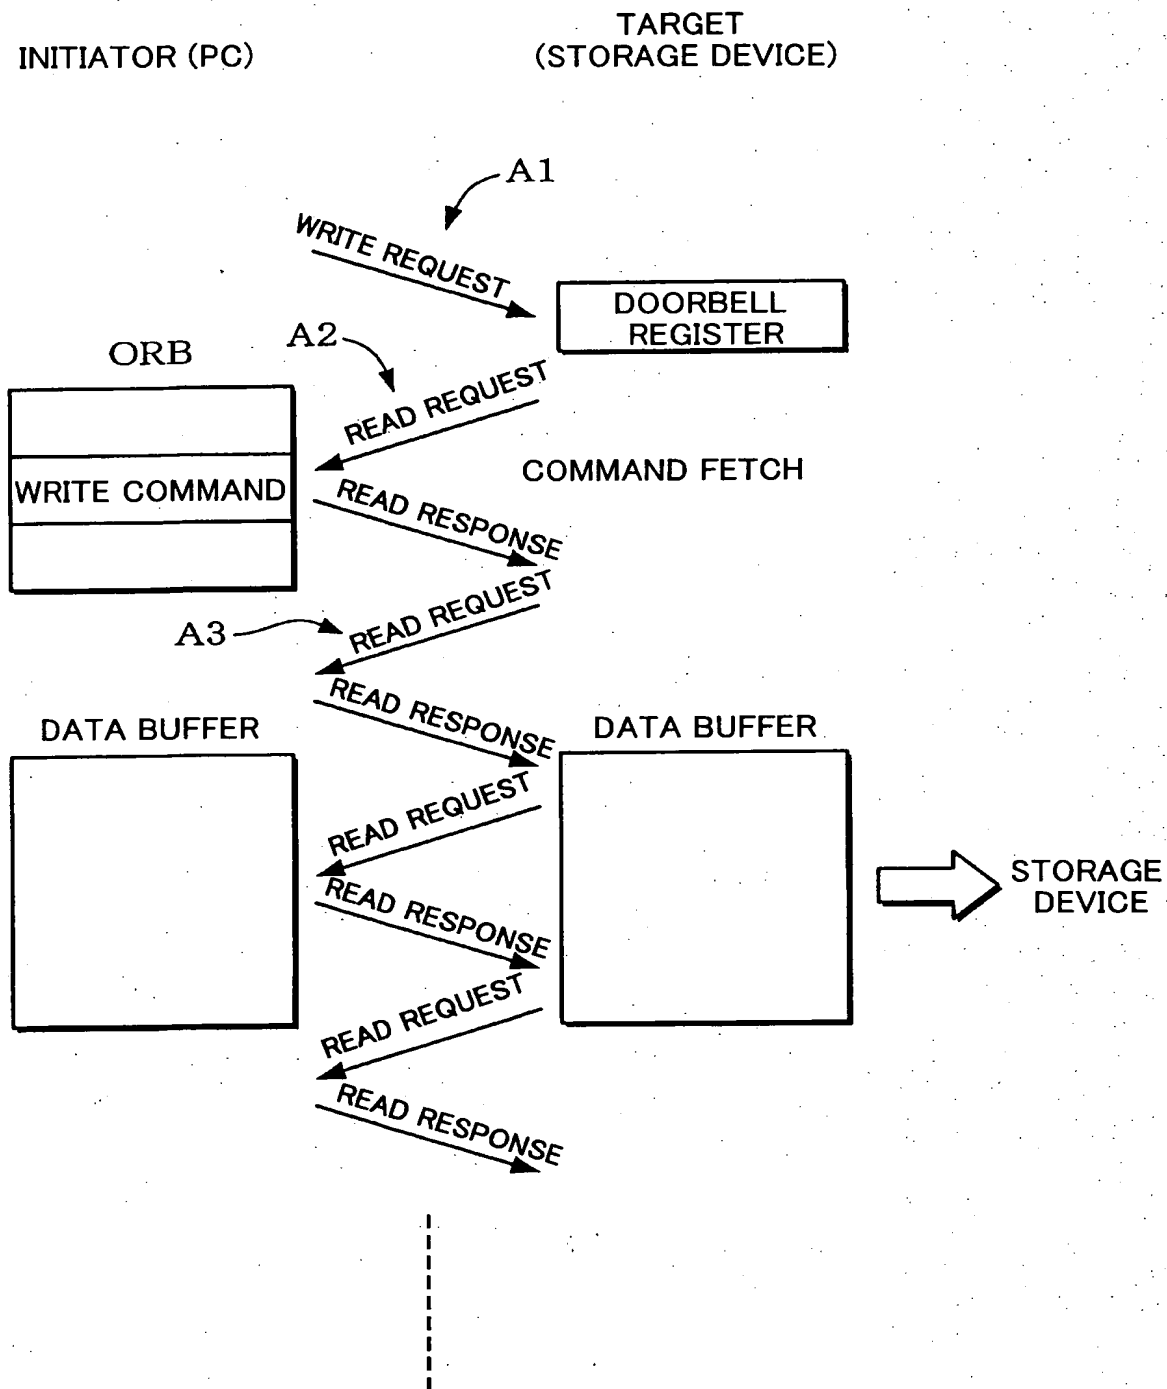 INITIATOR (PC)
TARGET
(STORAGE DEVICE)
A1
WRITE REQUEST
DOORBELL
REGISTER
A2
ORB
READ REQUEST
COMMAND FETCH
WRITE COMMAND
READ RESPONSE
READ REQUEST
A3
READ RESPONSE
DATA BUFFER
DATA BUFFER
READ REQUEST
STORAGE
DEVICE
READ RESPONSE
READ REQUEST
READ RESPONSE